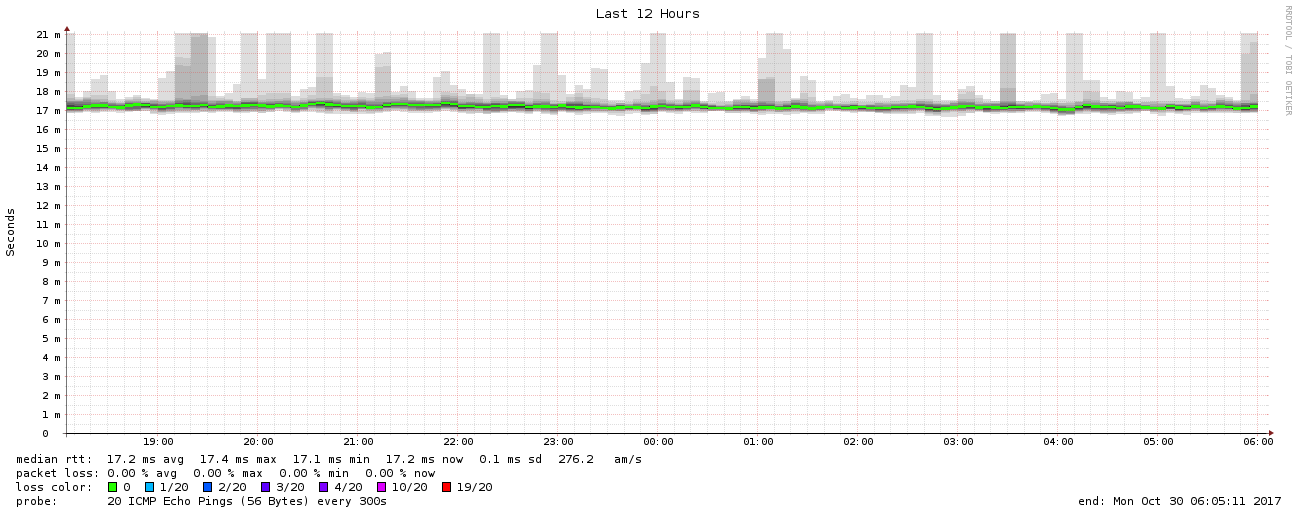 Last 12 Hours
RRDTOOL / TOBI OETIKER
Seconds
21 m
20 m
19 m
18 m
17 m
16 m
15 m
14 m
13 m
12 m
11 m
10 m
9 m
8 m
7 m
6 m
5 m
4 m
3 m
2 m
1 m
0
19:00 20:00 21:00 22:00 23:00 00:00 01:00 02:00 03:00 04:00 05:00 06:00
median rtt: 17.2 ms avg 17.4 ms max 17.1 ms min 17.2 ms now 0.1 ms sd 276.2 am/s
packet loss: 0.00 % avg 0.00 % max 0.00 % min 0.00 % now
loss color: 0 1/20 2/20 3/20 4/20 10/20 19/20
probe: 20 ICMP Echo Pings (56 Bytes) every 300s end: Mon Oct 30 06:05:11 2017